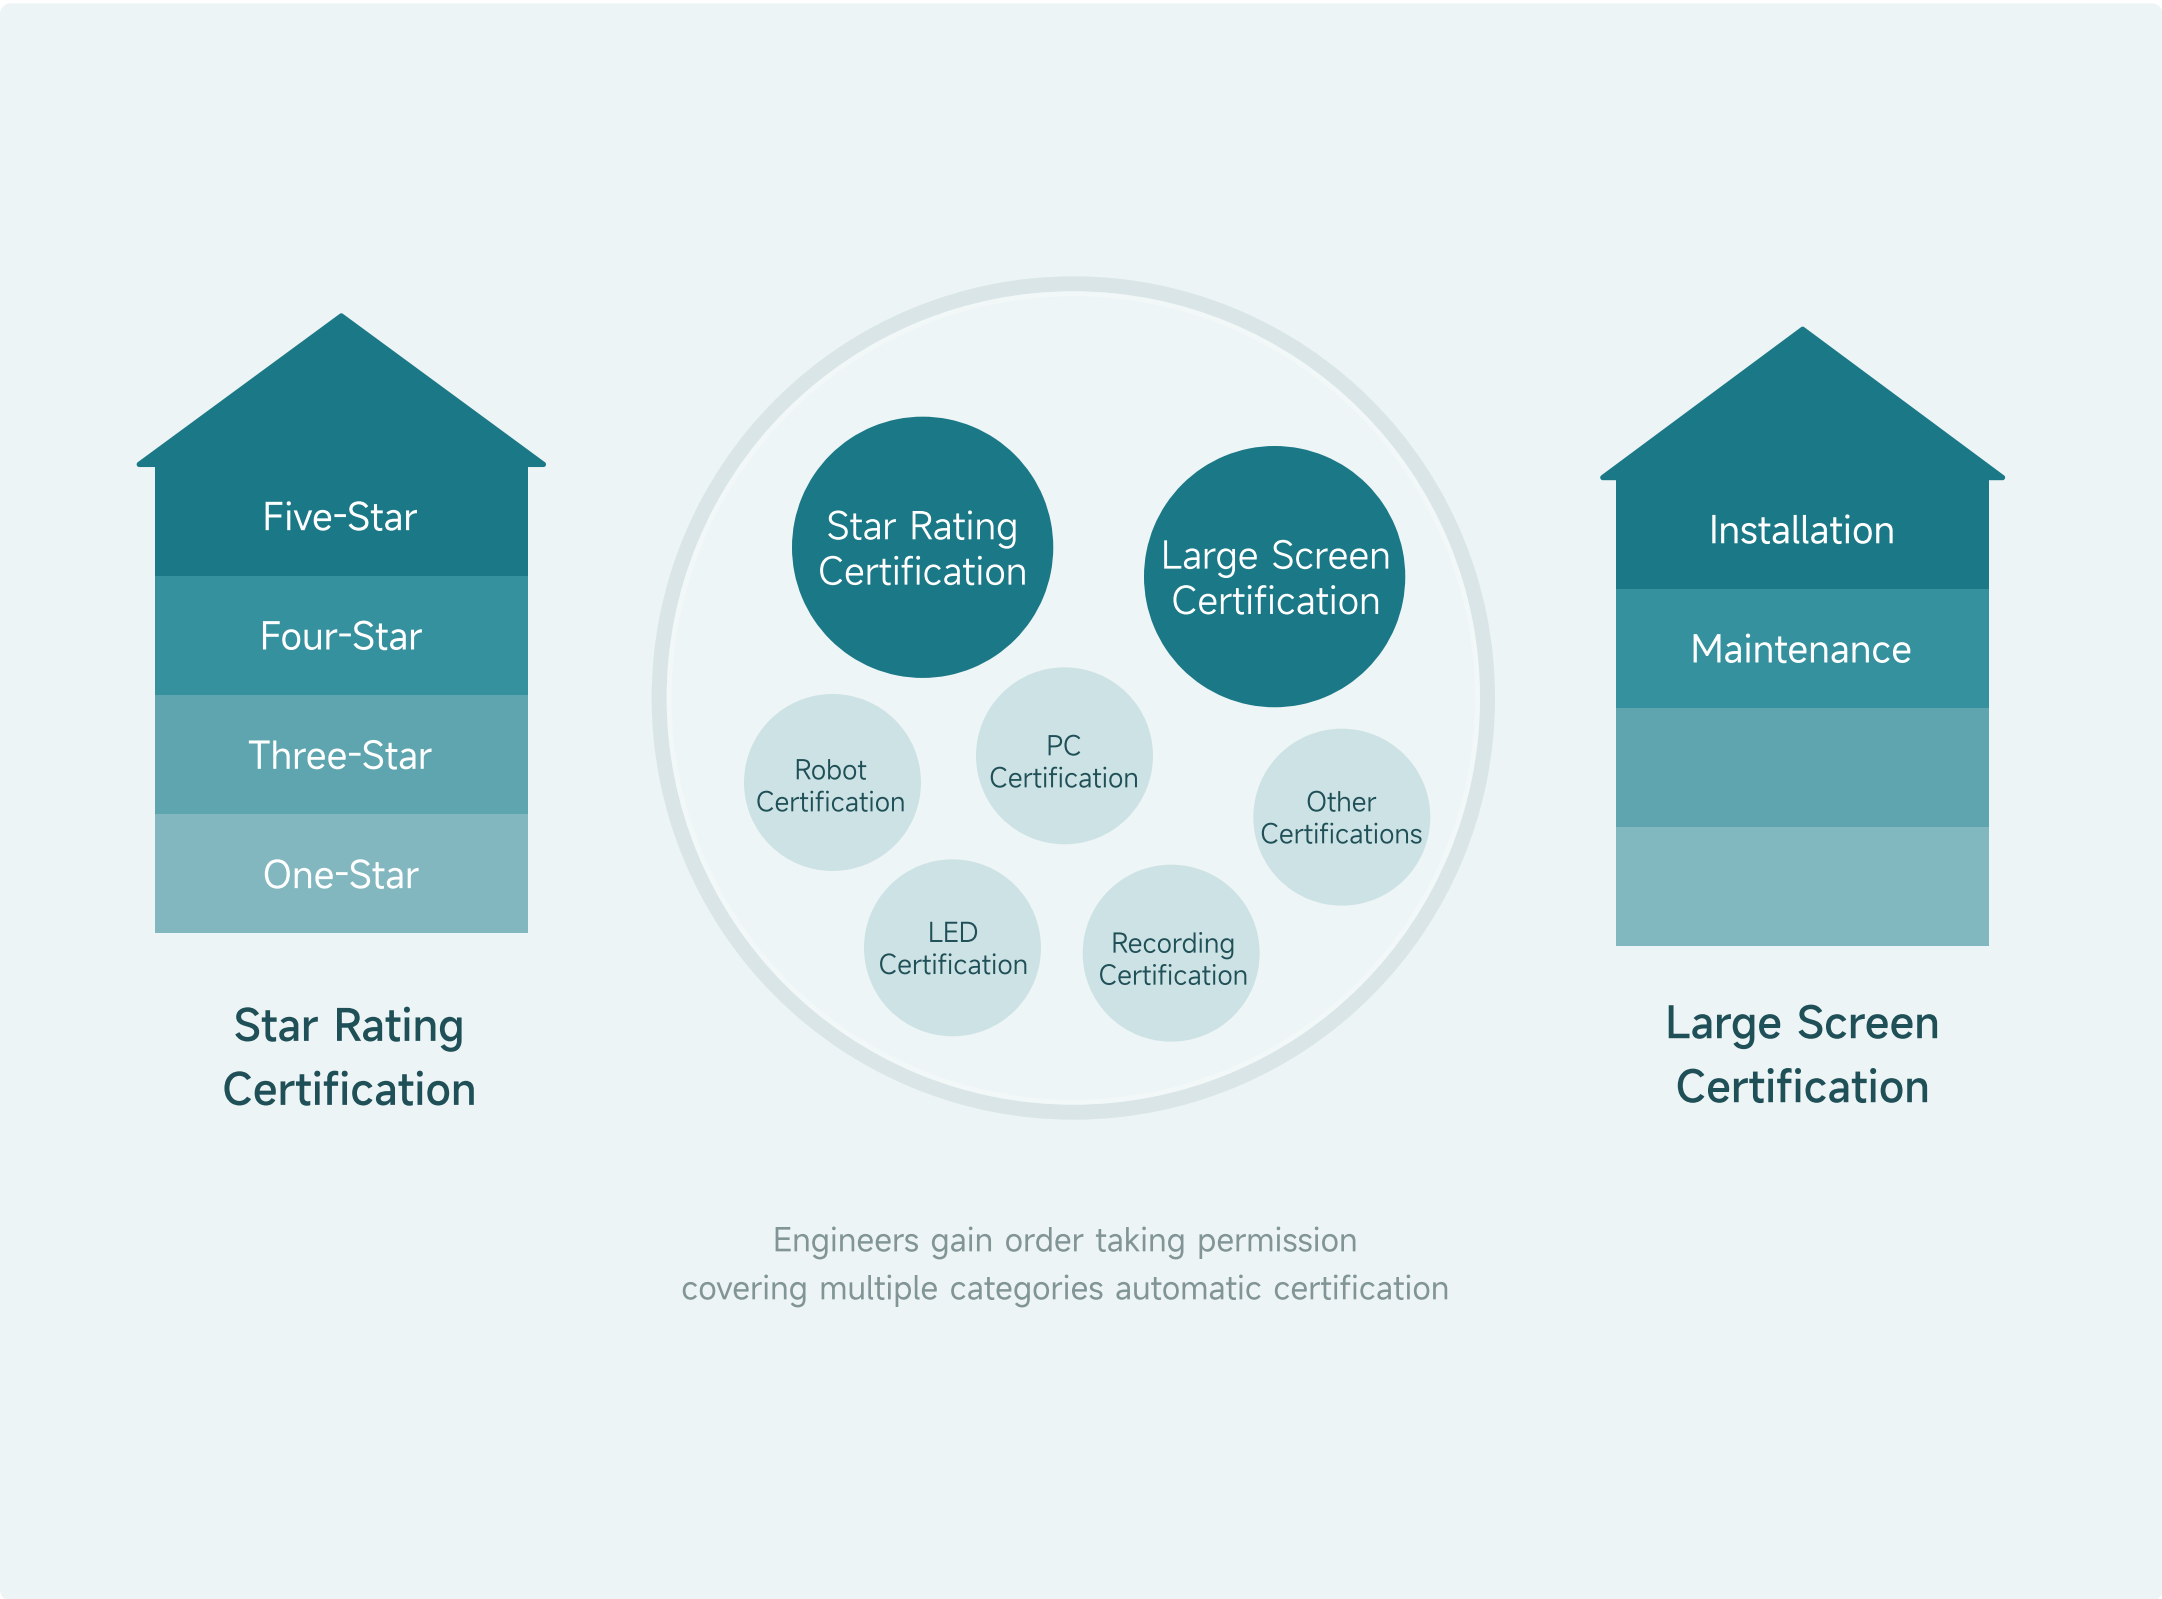 Five-Star
Four-Star
Three-Star
One-Star
Star Rating
Certification
Star Rating
Certification
Large Screen
Certification
Robot
Certification
PC
Certification
Other
Certifications
LED
Certification
Recording
Certification
Installation
Maintenance
Large Screen
Certification
Engineers gain order taking permission
covering multiple categories automatic certification